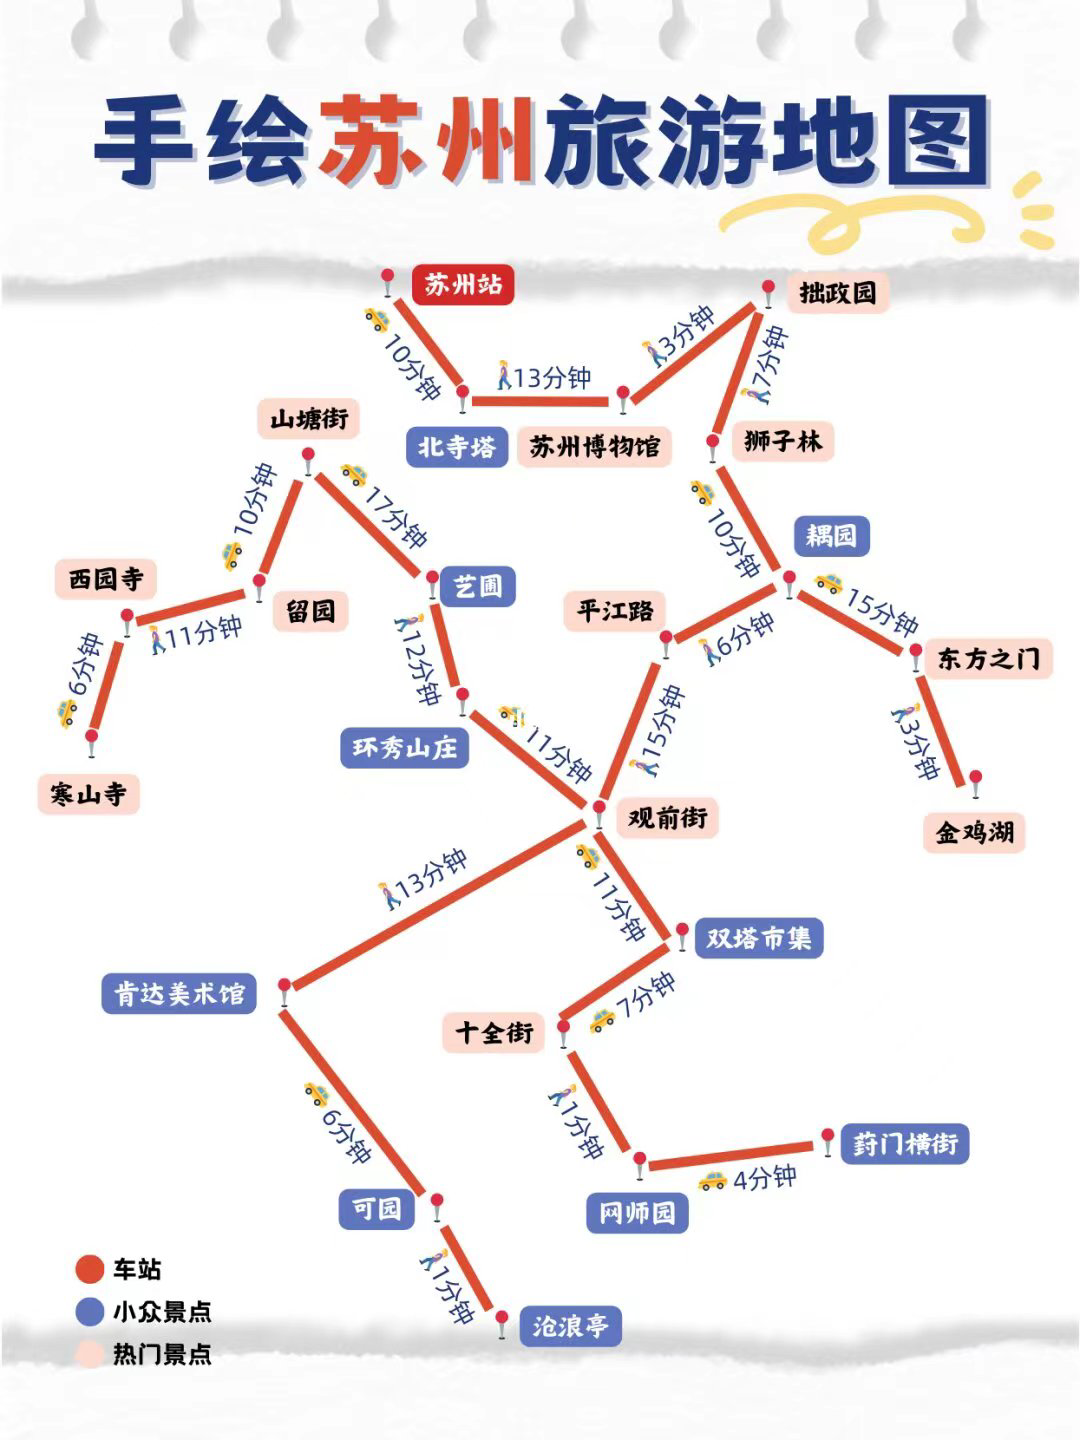 手绘苏州旅游地图
苏州站
拙政园
10分钟
13分钟
3分钟
7分钟
山塘街
北寺塔
苏州博物馆
狮子林
10分钟
17分钟
10分钟
耦园
西园寺
艺圃
留园
平江路
15分钟
11分钟
12分钟
6分钟
东方之门
6分钟
环秀山庄
11分钟
15分钟
3分钟
寒山寺
观前街
金鸡湖
13分钟
11分钟
双塔市集
肯达美术馆
7分钟
十全街
6分钟
1分钟
葑门横街
4分钟
可园
网师园
1分钟
沧浪亭
车站
小众景点
热门景点